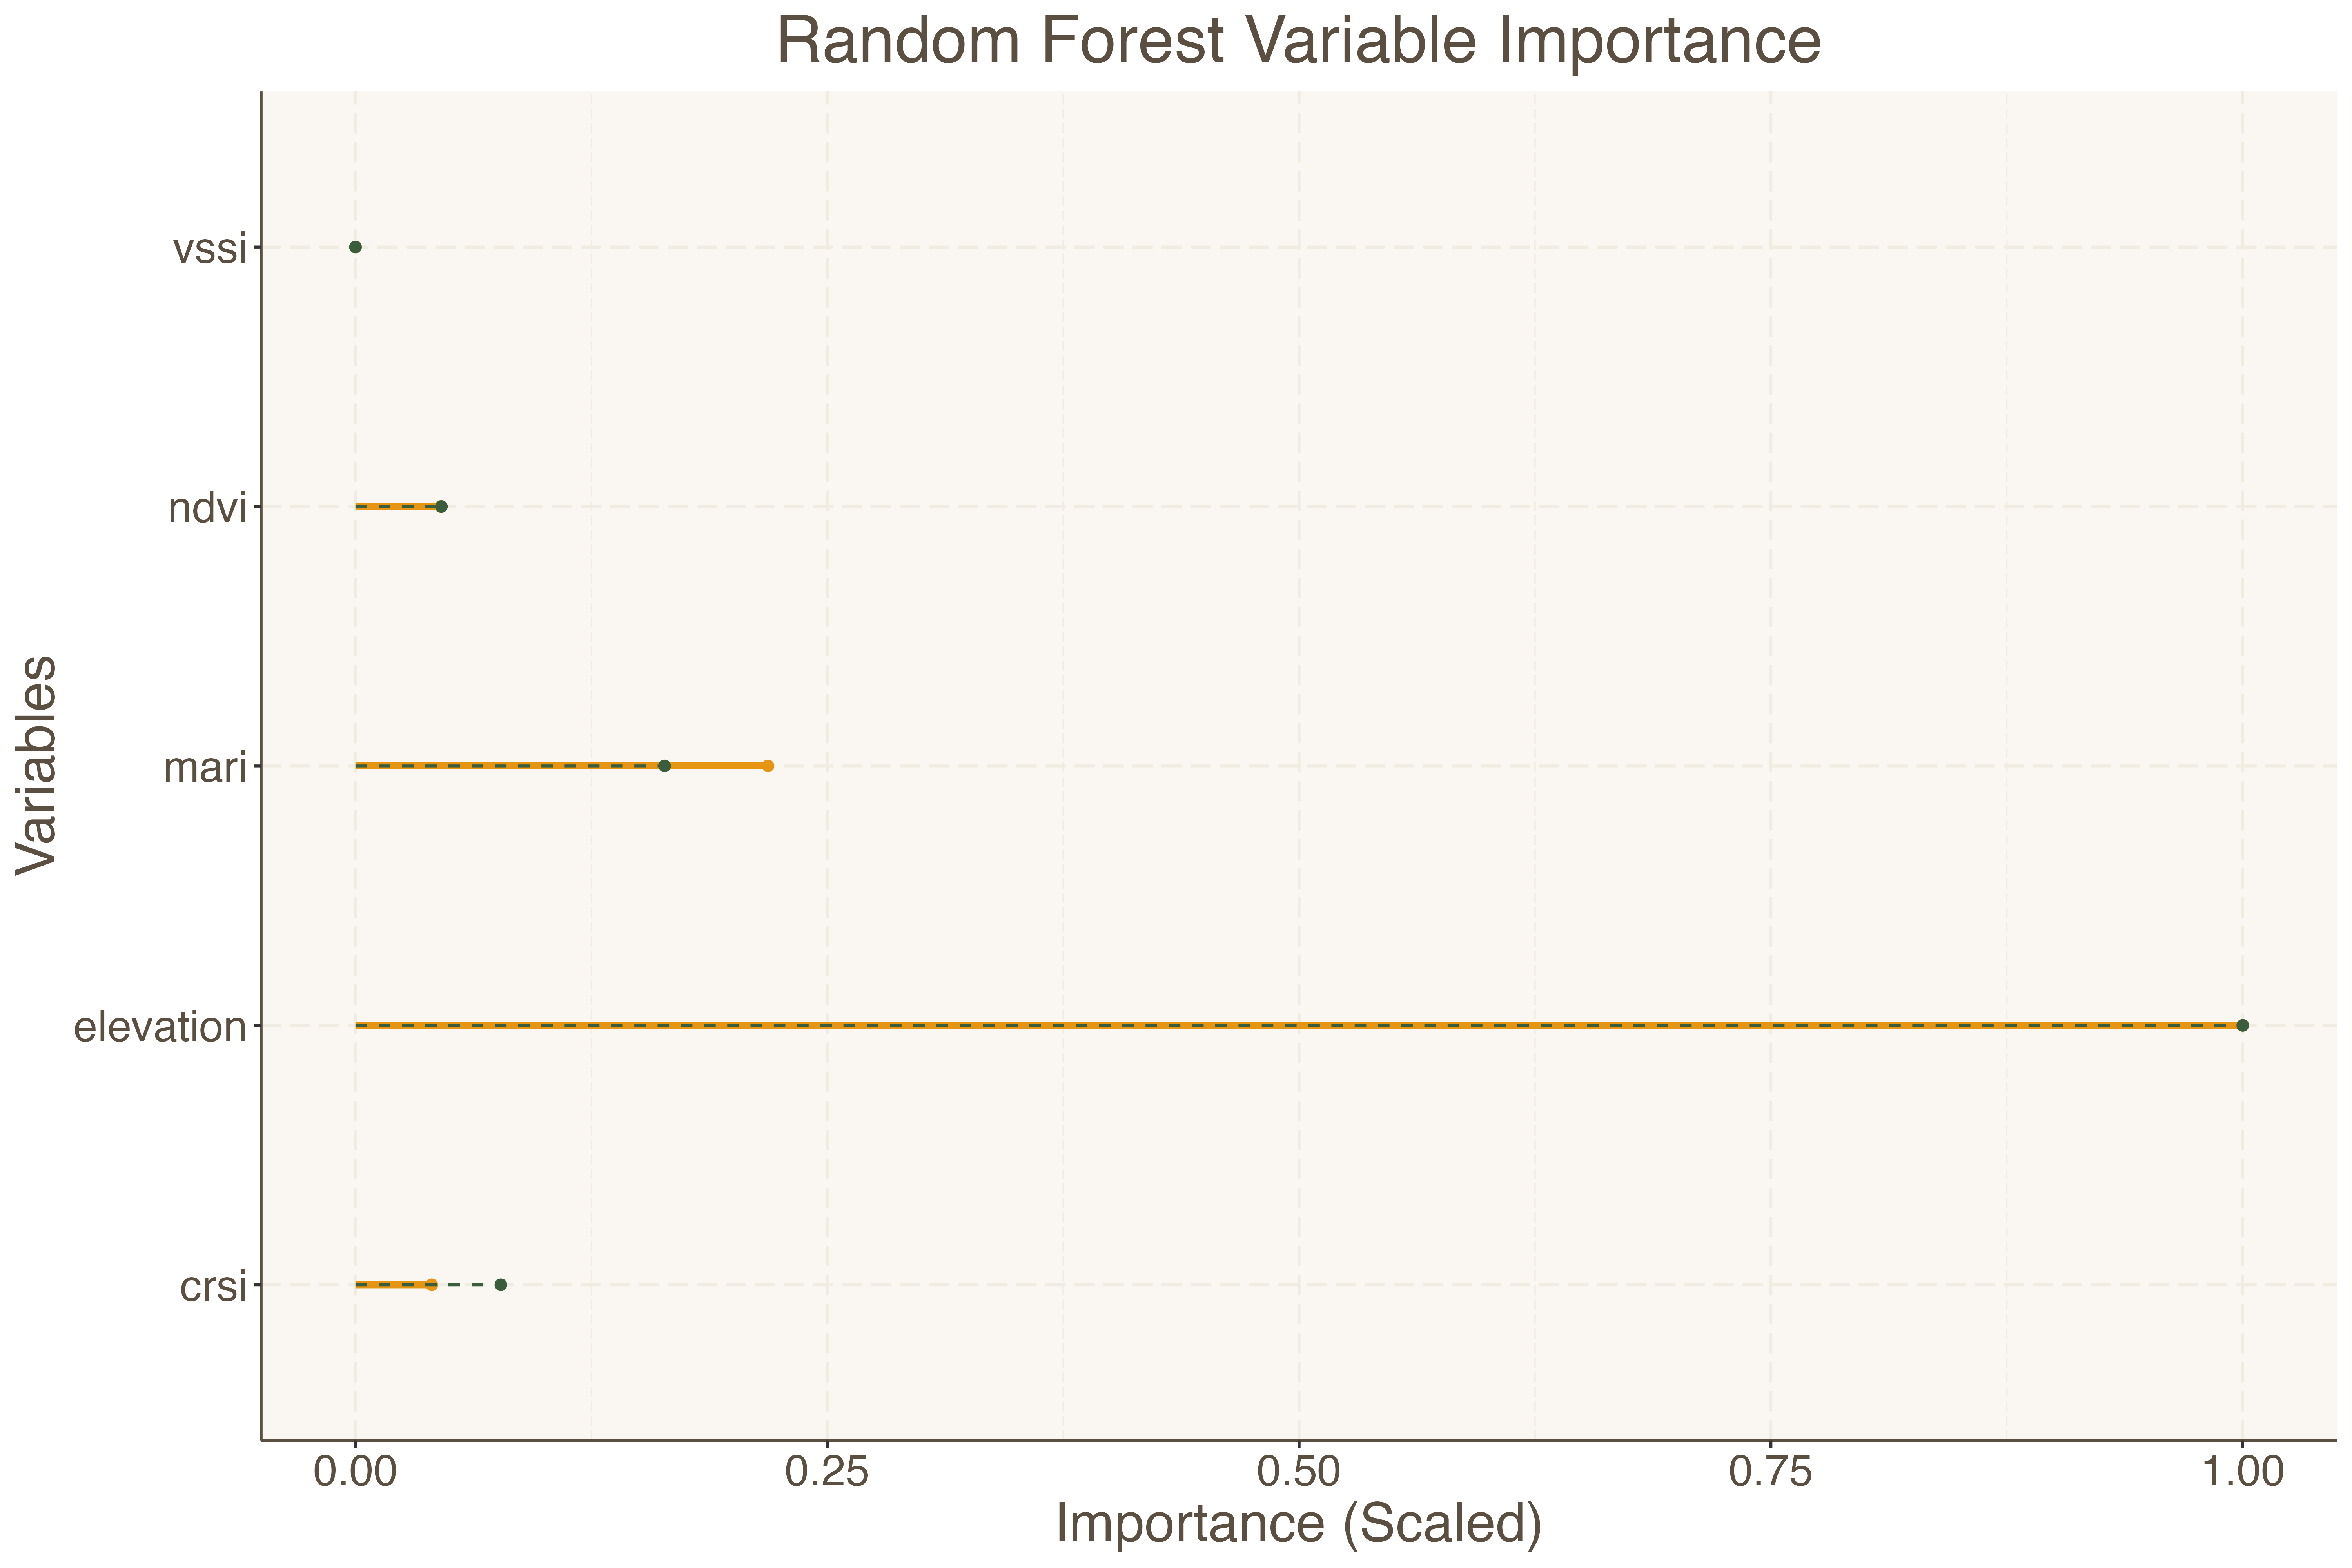 Random Forest Variable Importance
Variables
vssi
ndvi
mari
elevation
crsi
0.00 0.25 0.50 0.75 1.00
Importance (Scaled)